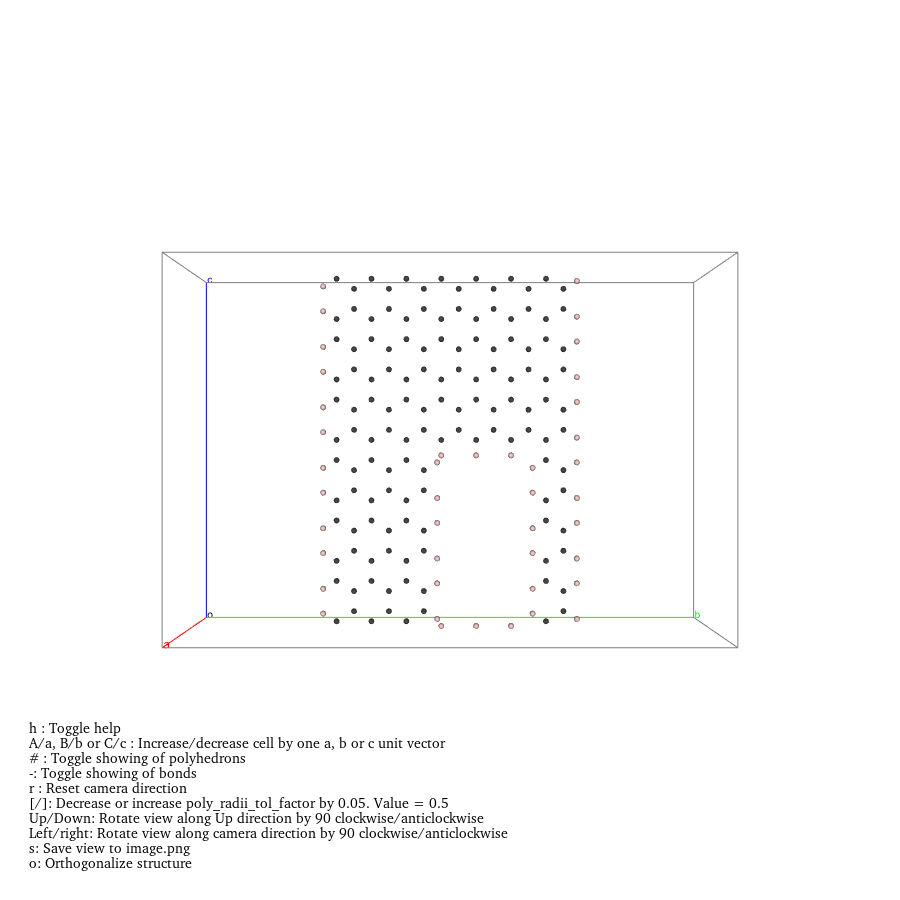 c
o
b
a
h : Toggle help
A/a, B/b or C/c : Increase/decrease cell by one a, b or c unit vector
# : Toggle showing of polyhedrons
-: Toggle showing of bonds
r : Reset camera direction
[/]: Decrease or increase poly_radii_tol_factor by 0.05. Value = 0.5
Up/Down: Rotate view along Up direction by 90 clockwise/anticlockwise
Left/right: Rotate view along camera direction by 90 clockwise/anticlockwise
s: Save view to image.png
o: Orthogonalize structure